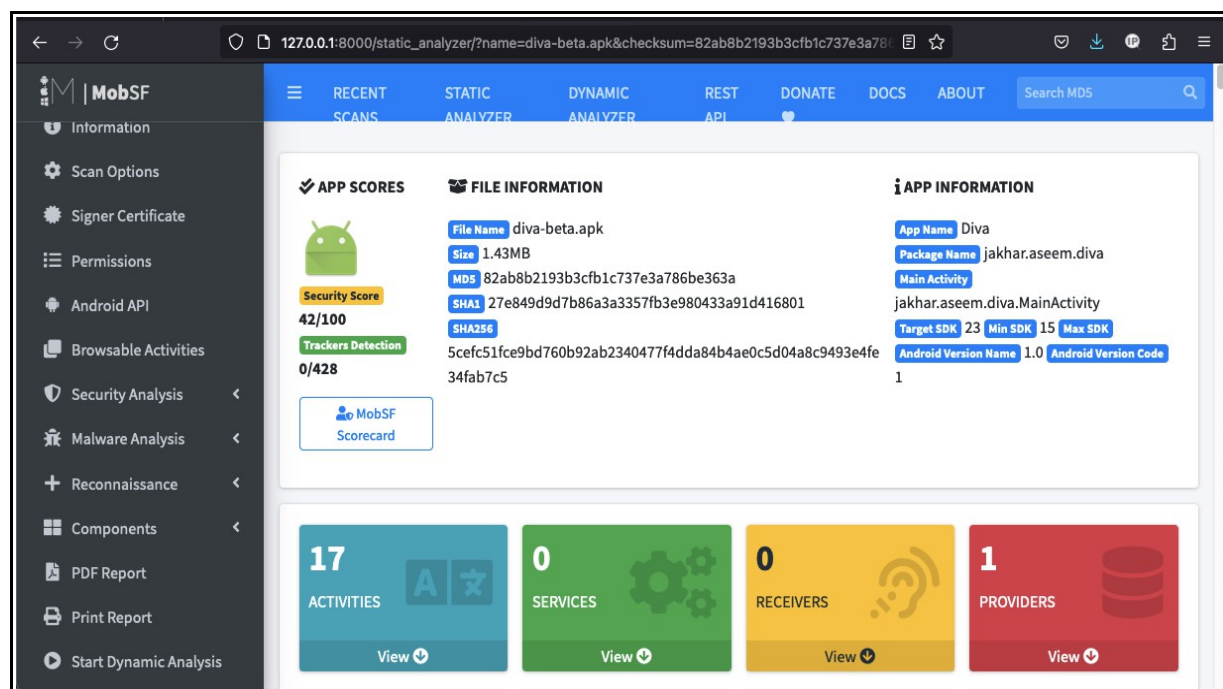 127.0.0.1:8000/static_analyzer/?name=diva-beta.apk&checksum=82ab8b2193b3cfb1c737e3a786
MobSF
RECENT SCANS
STATIC ANALYZER
DYNAMIC ANALYZER
REST API
DONATE
DOCS
ABOUT
Search MD5
Information
Scan Options
Signer Certificate
Permissions
Android API
Browsable Activities
Security Analysis
Malware Analysis
Reconnaissance
Components
PDF Report
Print Report
Start Dynamic Analysis
APP SCORES
Security Score
42/100
Trackers Detection
0/428
MobSF
Scorecard
FILE INFORMATION
File Name diva-beta.apk
Size 1.43MB
MD5 82ab8b2193b3cfb1c737e3a786be363a
SHA1 27e849d9d7b86a3a3357fb3e980433a91d416801
SHA256
5cefc51fce9bd760b92ab2340477f4dda84b4ae0c5d04a8c9493e4fe
34fab7c5
APP INFORMATION
App Name Diva
Package Name jakhar.aseem.diva
Main Activity
jakhar.aseem.diva.MainActivity
Target SDK 23 Min SDK 15 Max SDK
Android Version Name 1.0 Android Version Code
1
17
ACTIVITIES
View
0
SERVICES
View
0
RECEIVERS
View
1
PROVIDERS
View